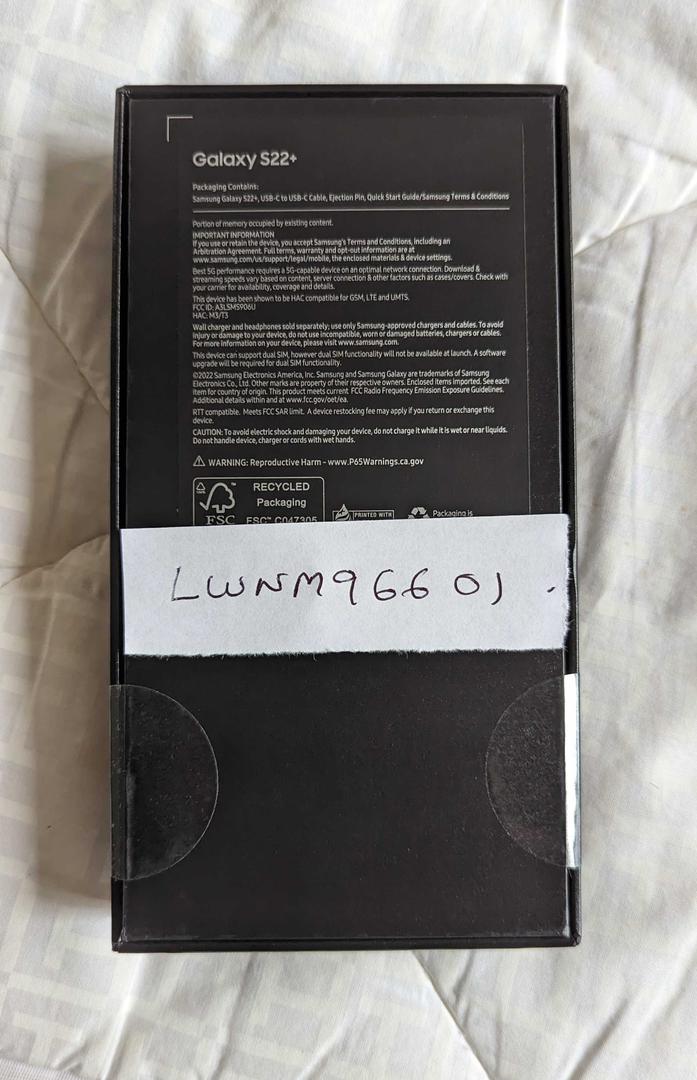 Galaxy S22+
Packaging Contains:
Samsung Galaxy S22+, USB-C to USB-C Cable, Ejection Pin, Quick Start Guide/Samsung Terms & Conditions
Portion of memory occupied by existing content.
IMPORTANT INFORMATION
If you use or retain the device, you accept Samsung's Terms and Conditions, including an
Arbitration Agreement. Full terms, warranty and opt-out information are at
www.samsung.com/us/support/legal/mobile, the enclosed materials & device settings.
Best 5G performance requires a 5G-capable device on an optimal network connection. Download &
streaming speeds vary based on content, server connection & other factors such as cases/covers. Check with
your carrier for availability, coverage and details.
This device has been shown to be HAC compatible for GSM, LTE and UMTS.
FCC ID: A3LSMS906U
HAC: M3/T3
Wall charger and headphones sold separately; use only Samsung-approved chargers and cables. To avoid
injury or damage to your device, do not use incompatible, worn or damaged batteries, chargers or cables.
For more information on your device, please visit www.samsung.com.
This device can support dual SIM, however dual SIM functionality will not be available at launch. A software
upgrade will be required for dual SIM functionality.
©2022 Samsung Electronics America, Inc. Samsung and Samsung Galaxy are trademarks of Samsung
Electronics Co., Ltd. Other marks are property of their respective owners. Enclosed items imported. See each
item for country of origin. This product meets current FCC Radio Frequency Emission Exposure Guidelines.
Additional details within and at www.fcc.gov/oet/ea.
RTT compatible. Meets FCC SAR limit. A device restocking fee may apply if you return or exchange this
device.
CAUTION: To avoid electric shock and damaging your device, do not charge it while it is wet or near liquids.
Do not handle device, charger or cords with wet hands.
WARNING: Reproductive Harm - www.P65Warnings.ca.gov
RECYCLED
Packaging
FSC FSC™ C047305
PRINTED WITH
Packaging is
LWNM96601